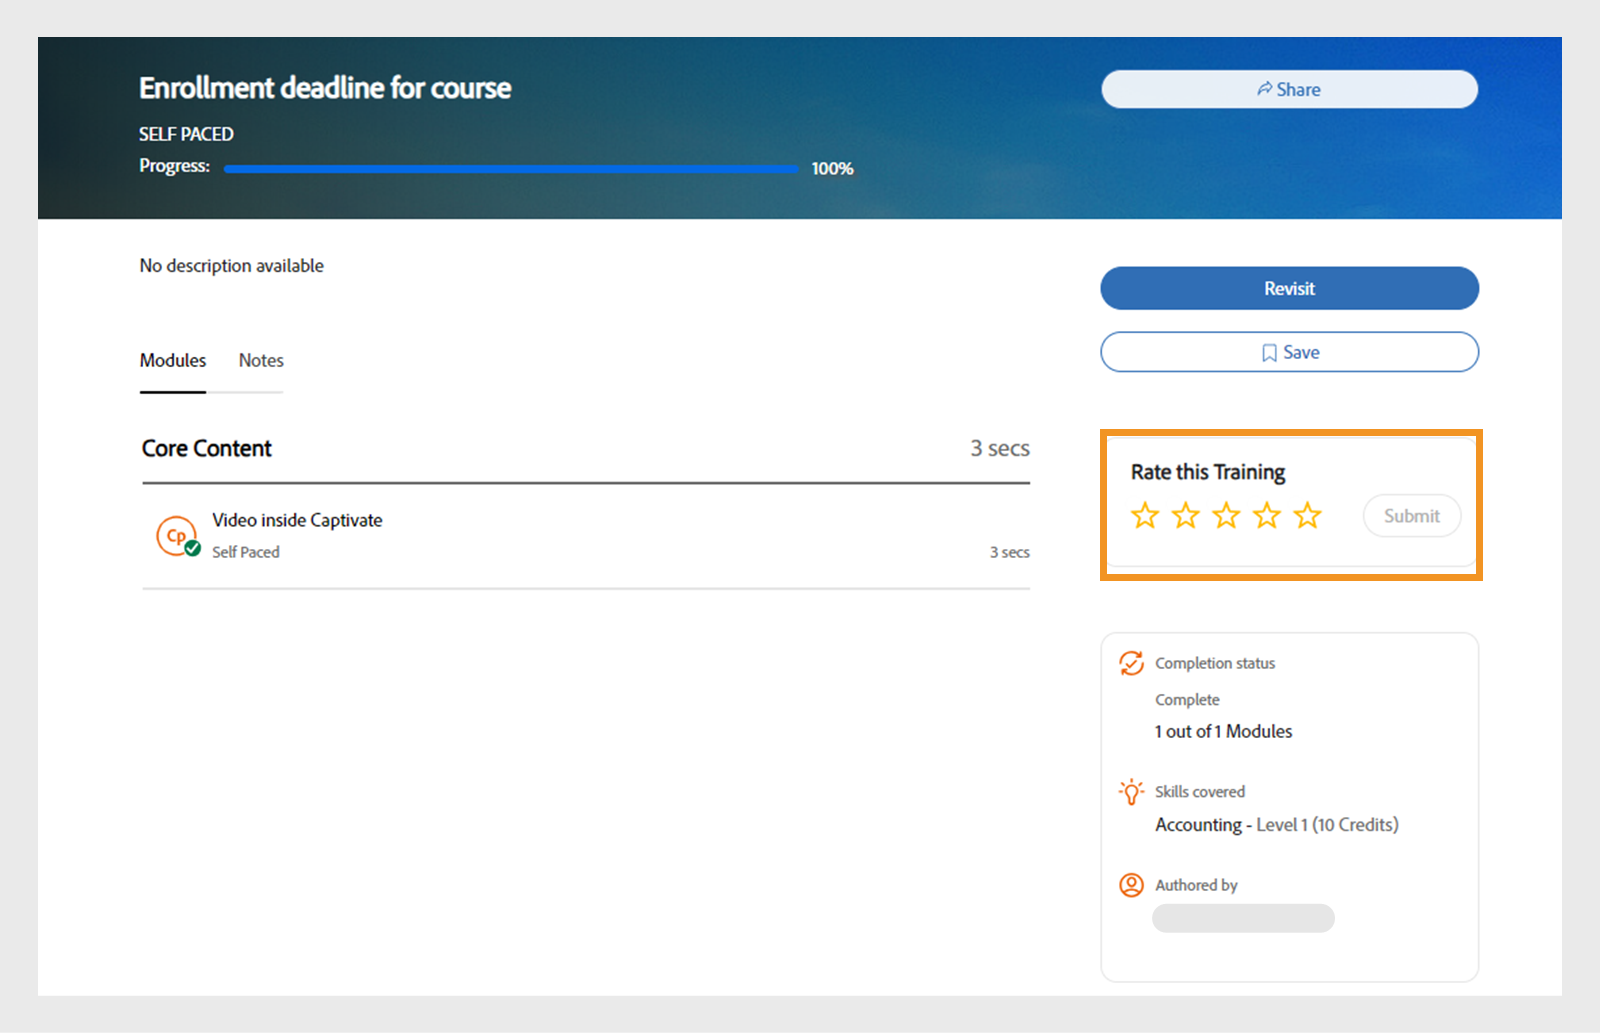 Enrollment deadline for course
Share
SELF PACED
Progress: 100%
No description available
Revisit
Save
Modules Notes
Core Content 3 secs
Cp
Video inside Captivate
Self Paced 3 secs
Rate this Training
Submit
Completion status
Complete
1 out of 1 Modules
Skills covered
Accounting - Level 1 (10 Credits)
Authored by